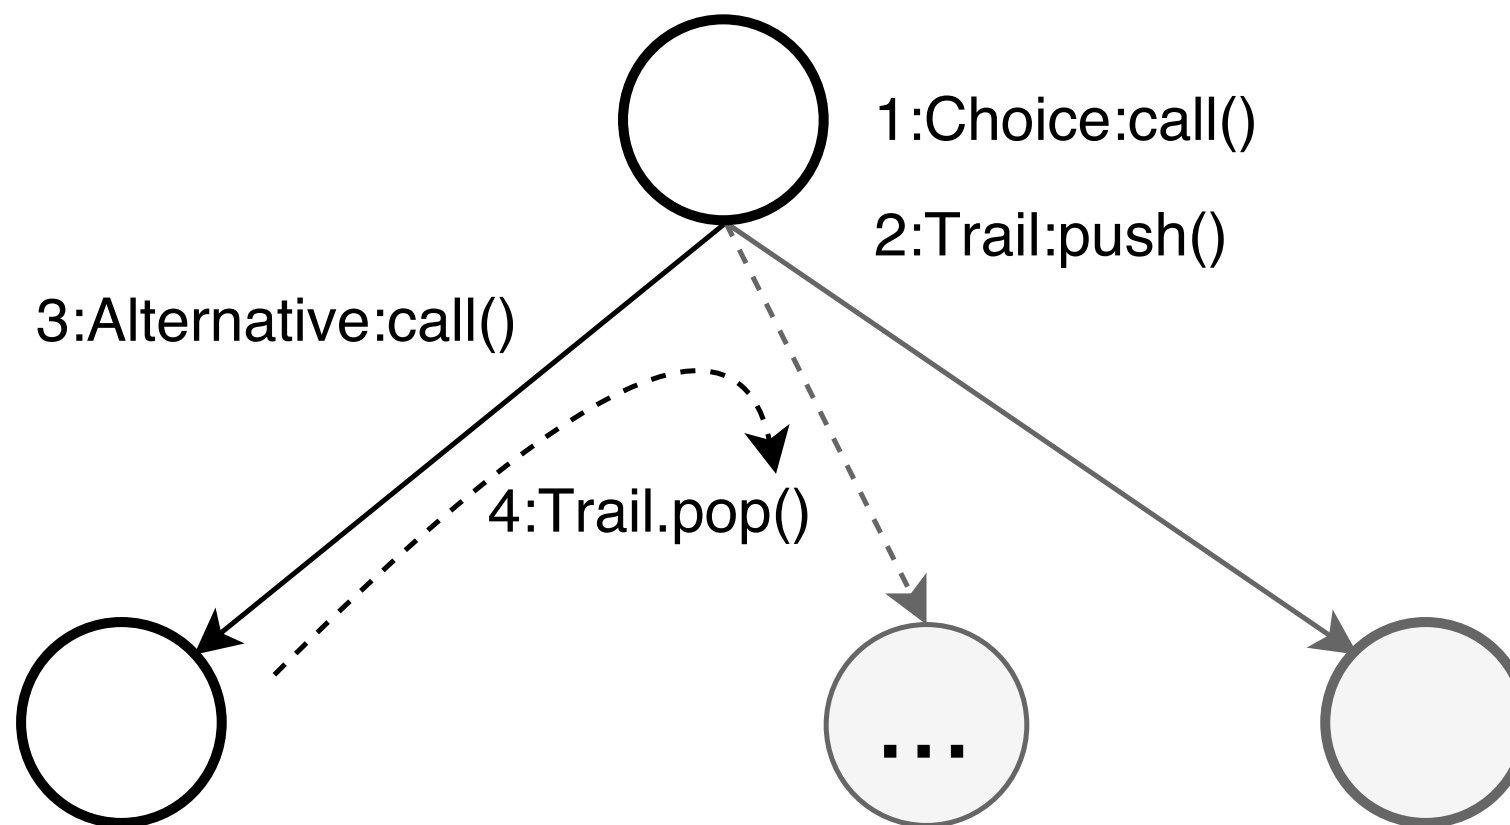 1:Choice:call()
2:Trail:push()
3:Alternative:call()
4:Trail.pop()
...